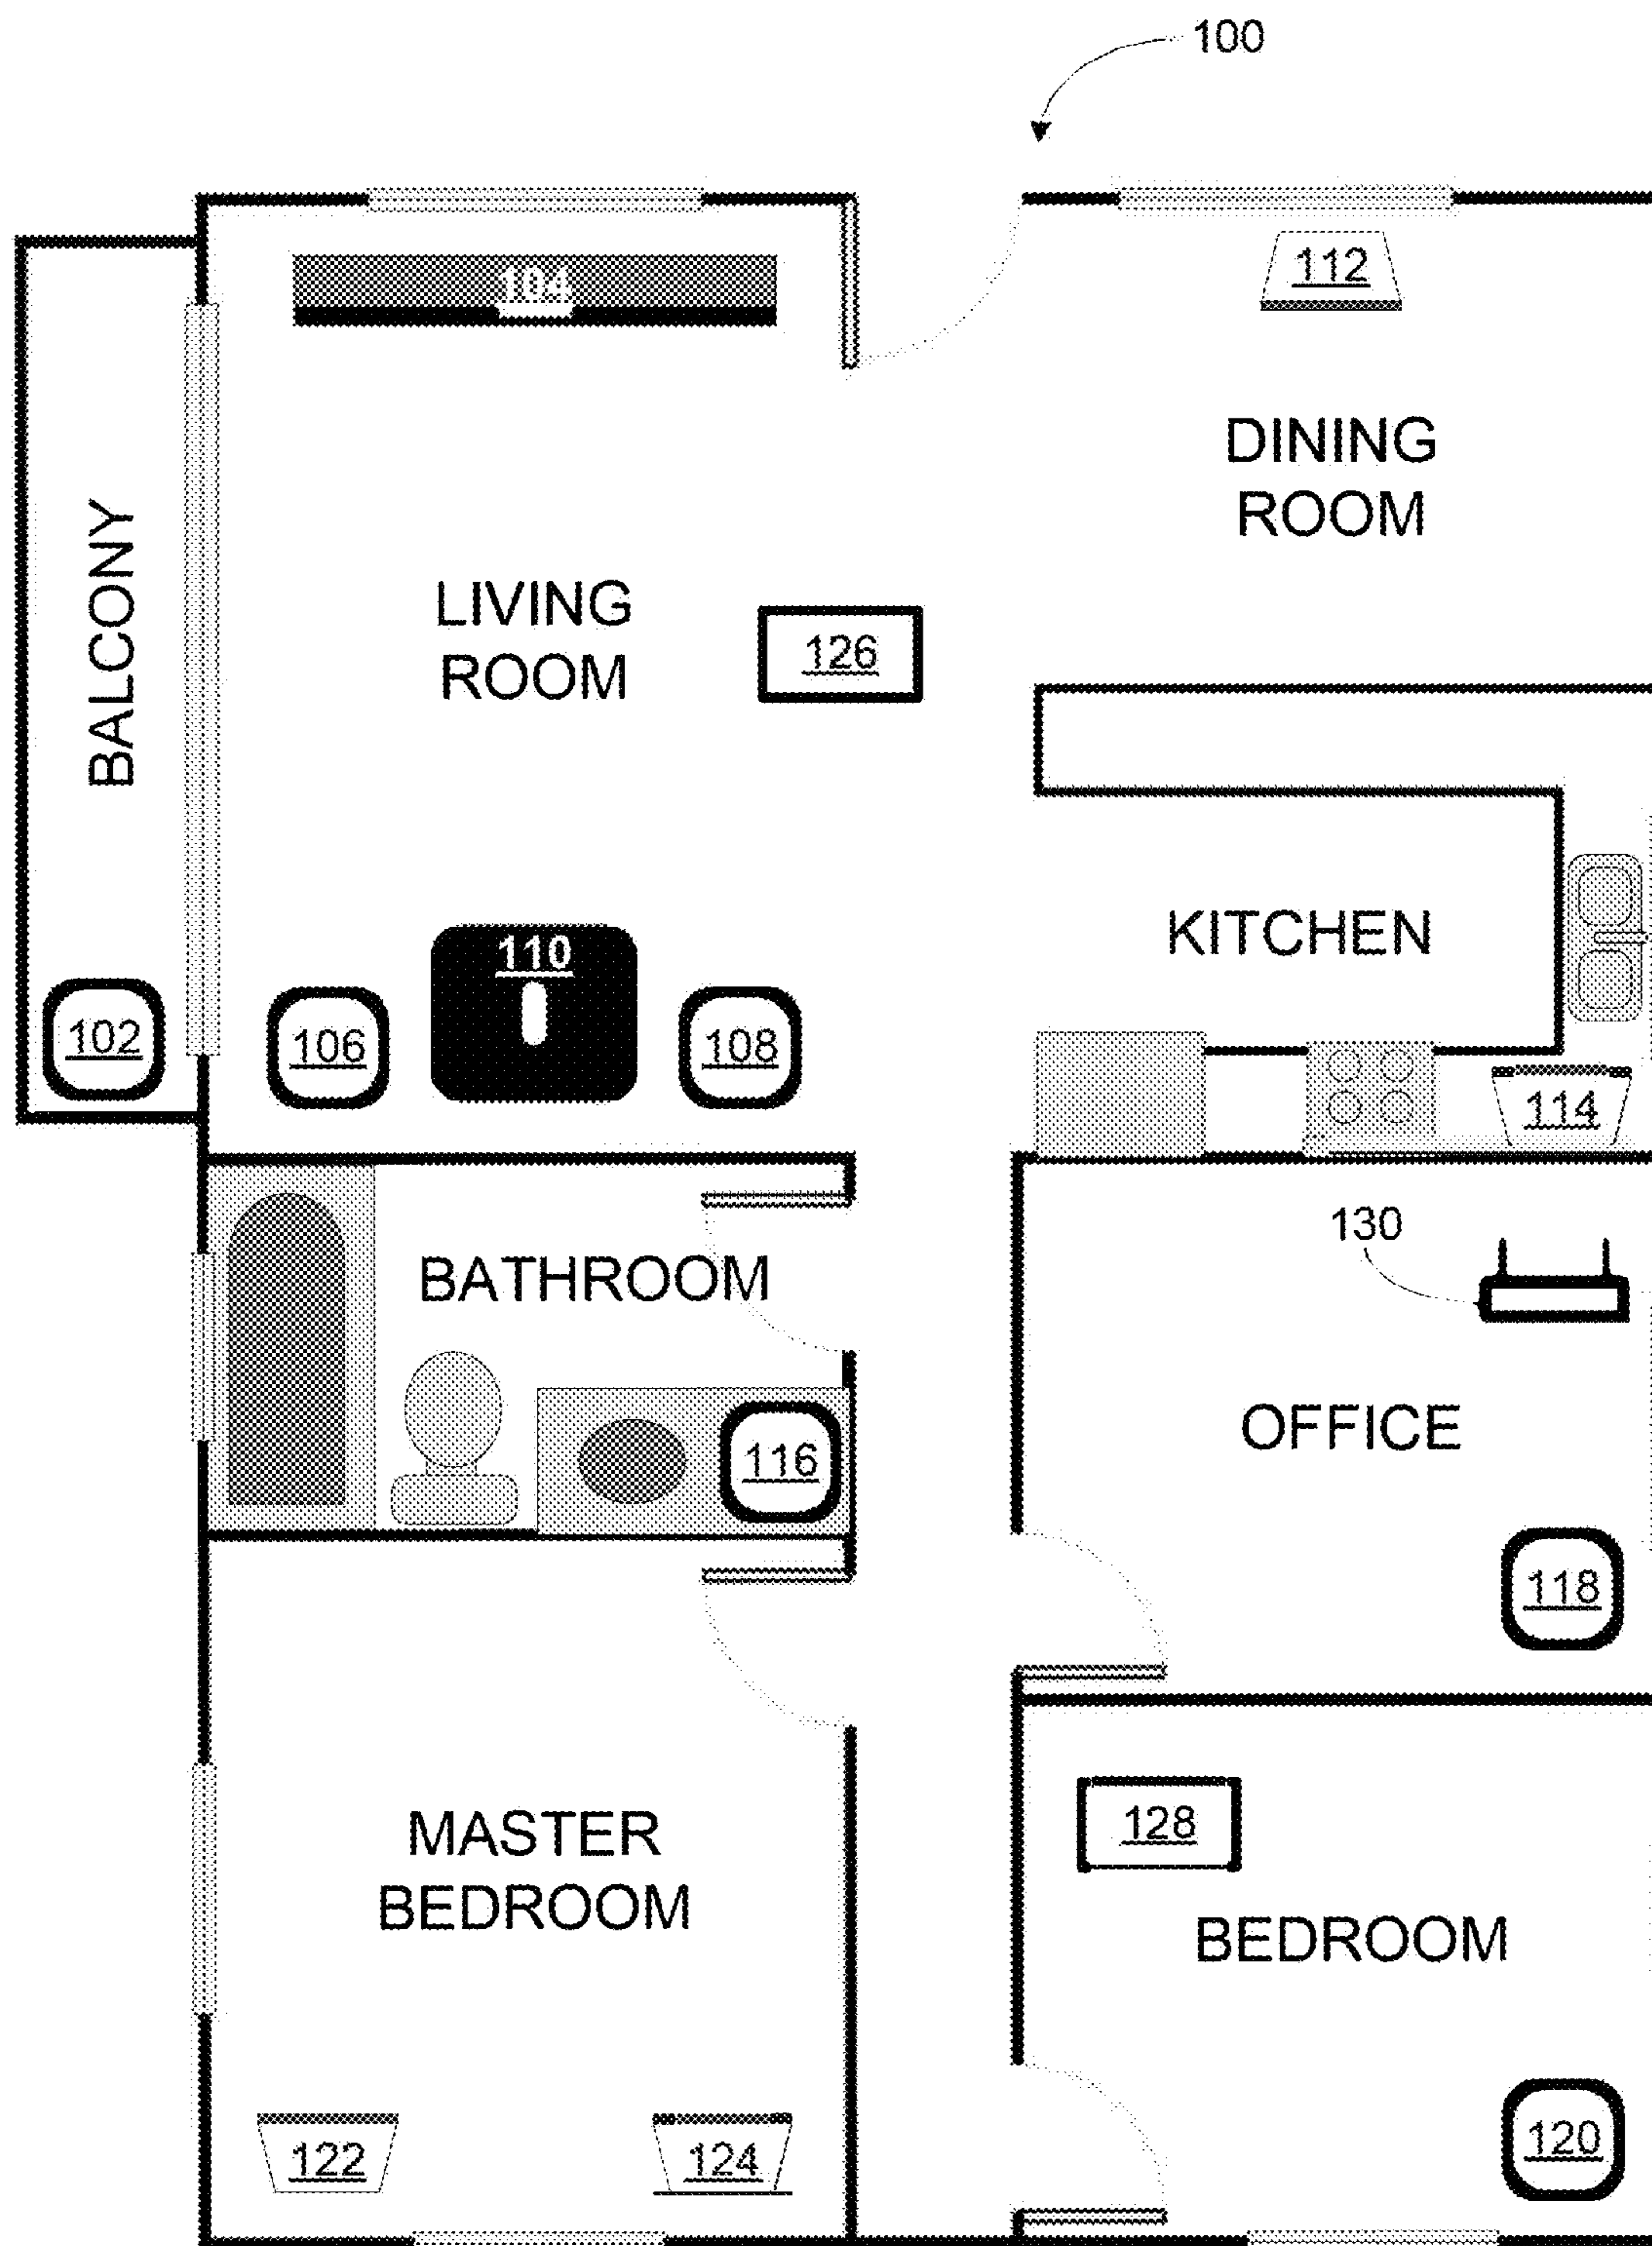 100
104
112
DINING
ROOM
BALCONY
LIVING
ROOM
126
KITCHEN
110
102
106
108
114
130
BATHROOM
OFFICE
116
118
MASTER
BEDROOM
128
BEDROOM
122
124
120